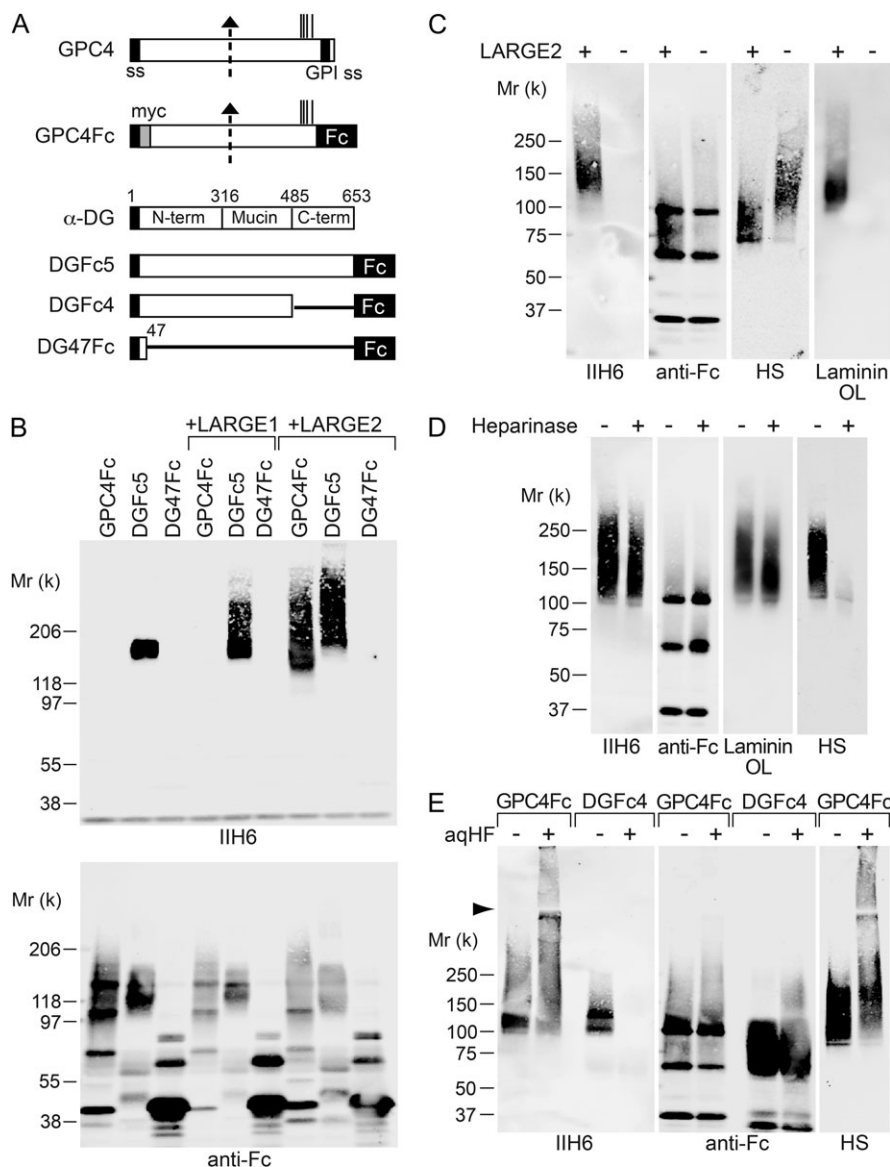 A
GPC4
ss
GPI ss
myc
GPC4Fc
Fc
1 316 485 653
α-DG
N-term
Mucin
C-term
DGFc5
Fc
DGFc4
Fc
47
DG47Fc
Fc
B
+LARGE1
+LARGE2
GPC4Fc
DGFc5
DG47Fc
GPC4Fc
DGFc5
DG47Fc
GPC4Fc
DGFc5
DG47Fc
Mr (k)
206
118
97
55
38
IIH6
Mr (k)
206
118
97
55
38
anti-Fc
C
LARGE2 + - + - + - + -
Mr (k)
250
150
100
75
50
37
IIH6
anti-Fc
HS
Laminin
OL
D
Heparinase - + - + - + - +
Mr (k)
250
150
100
75
50
37
IIH6
anti-Fc
Laminin
OL
HS
E
GPC4Fc DGFc4 GPC4Fc DGFc4 GPC4Fc
aqHF - + - + - + - + - +
Mr (k)
250
150
100
75
50
37
IIH6
anti-Fc
HS